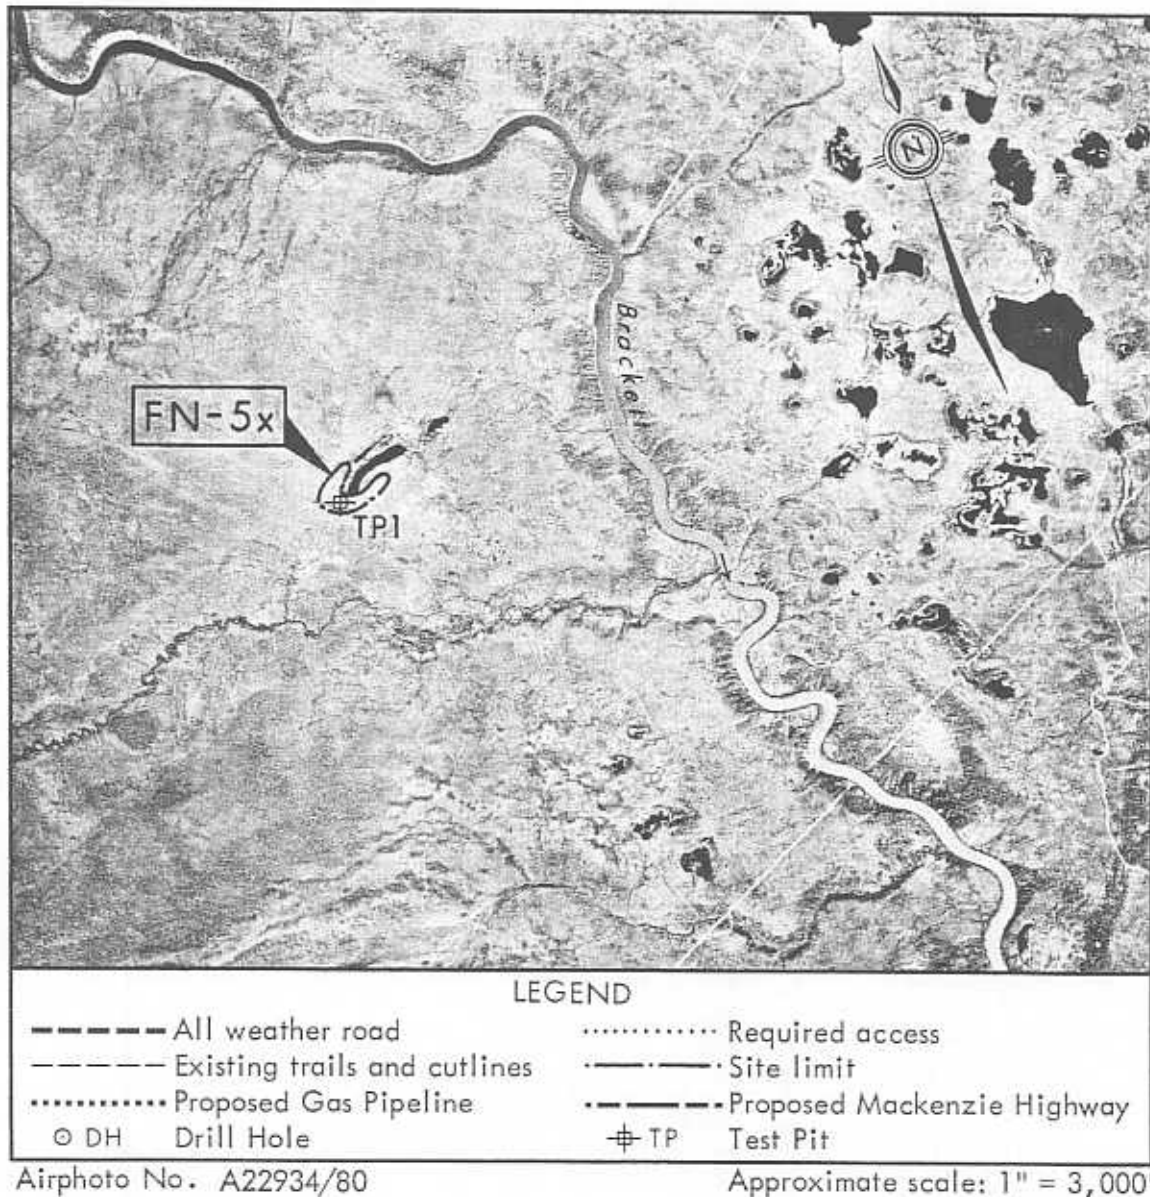 N
Bracket
FN-5x
TP1
LEGEND
All weather road
Required access
Existing trails and cutlines
Site limit
Proposed Gas Pipeline
Proposed Mackenzie Highway
DH Drill Hole
TP Test Pit
Airphoto No. A22934/80
Approximate scale: 1" = 3,000